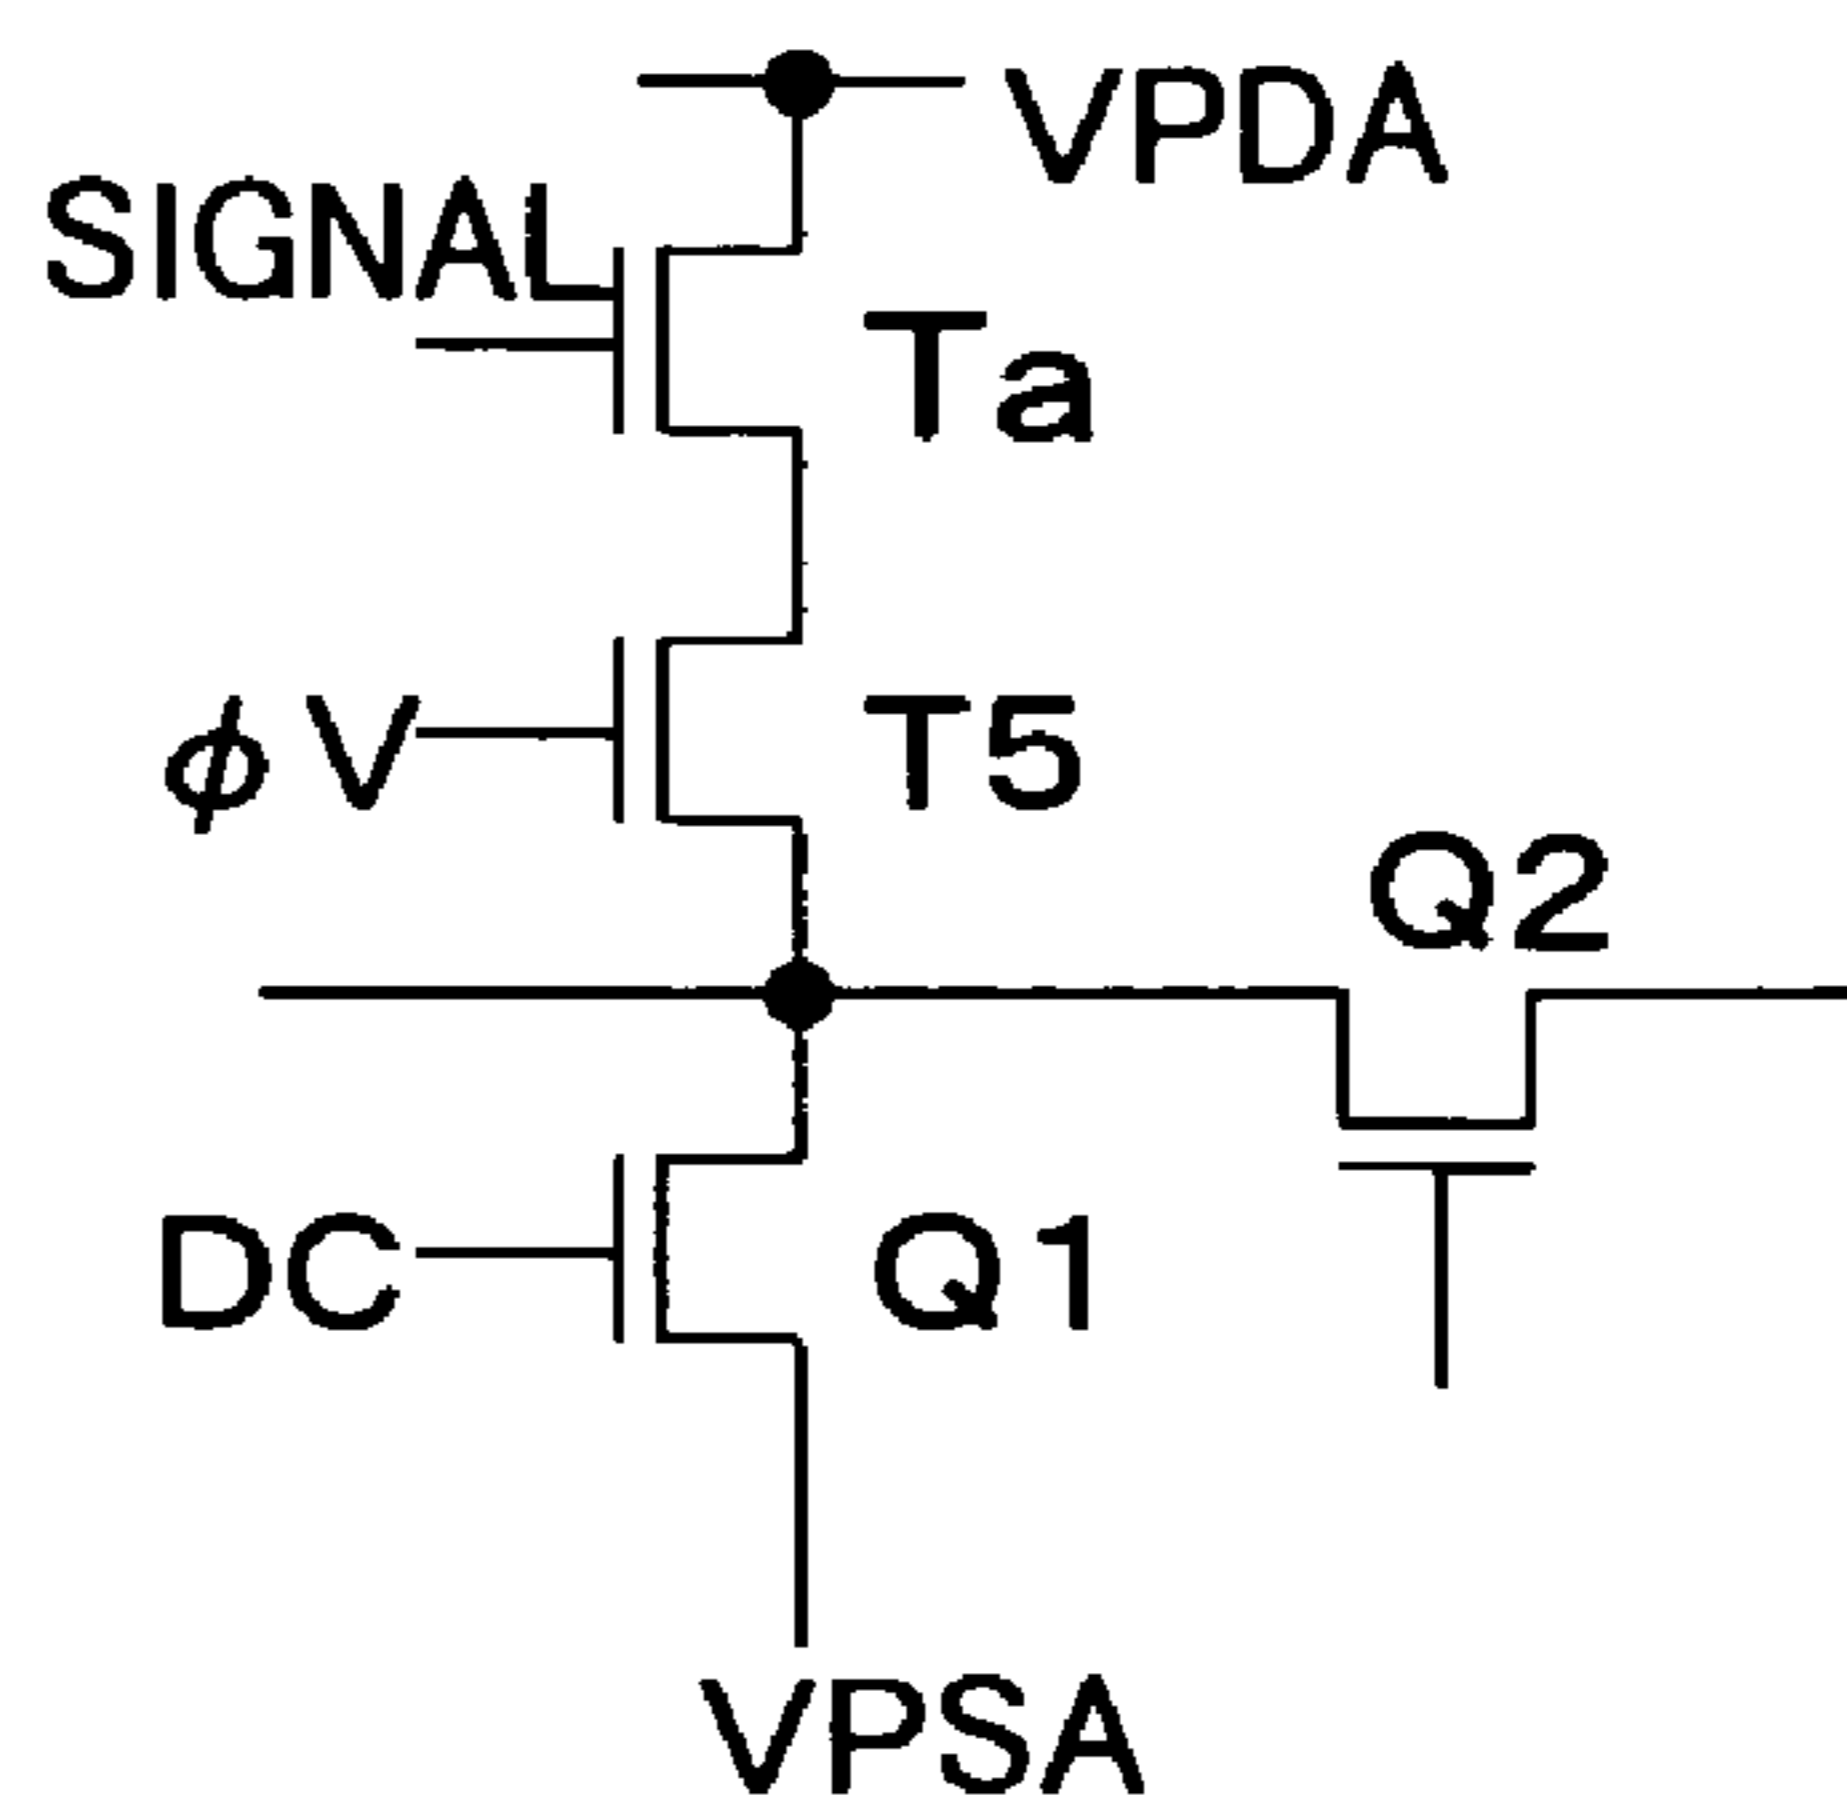 VPDA
SIGNAL
Ta
ϕV
T5
Q2
DC
Q1
VPSA